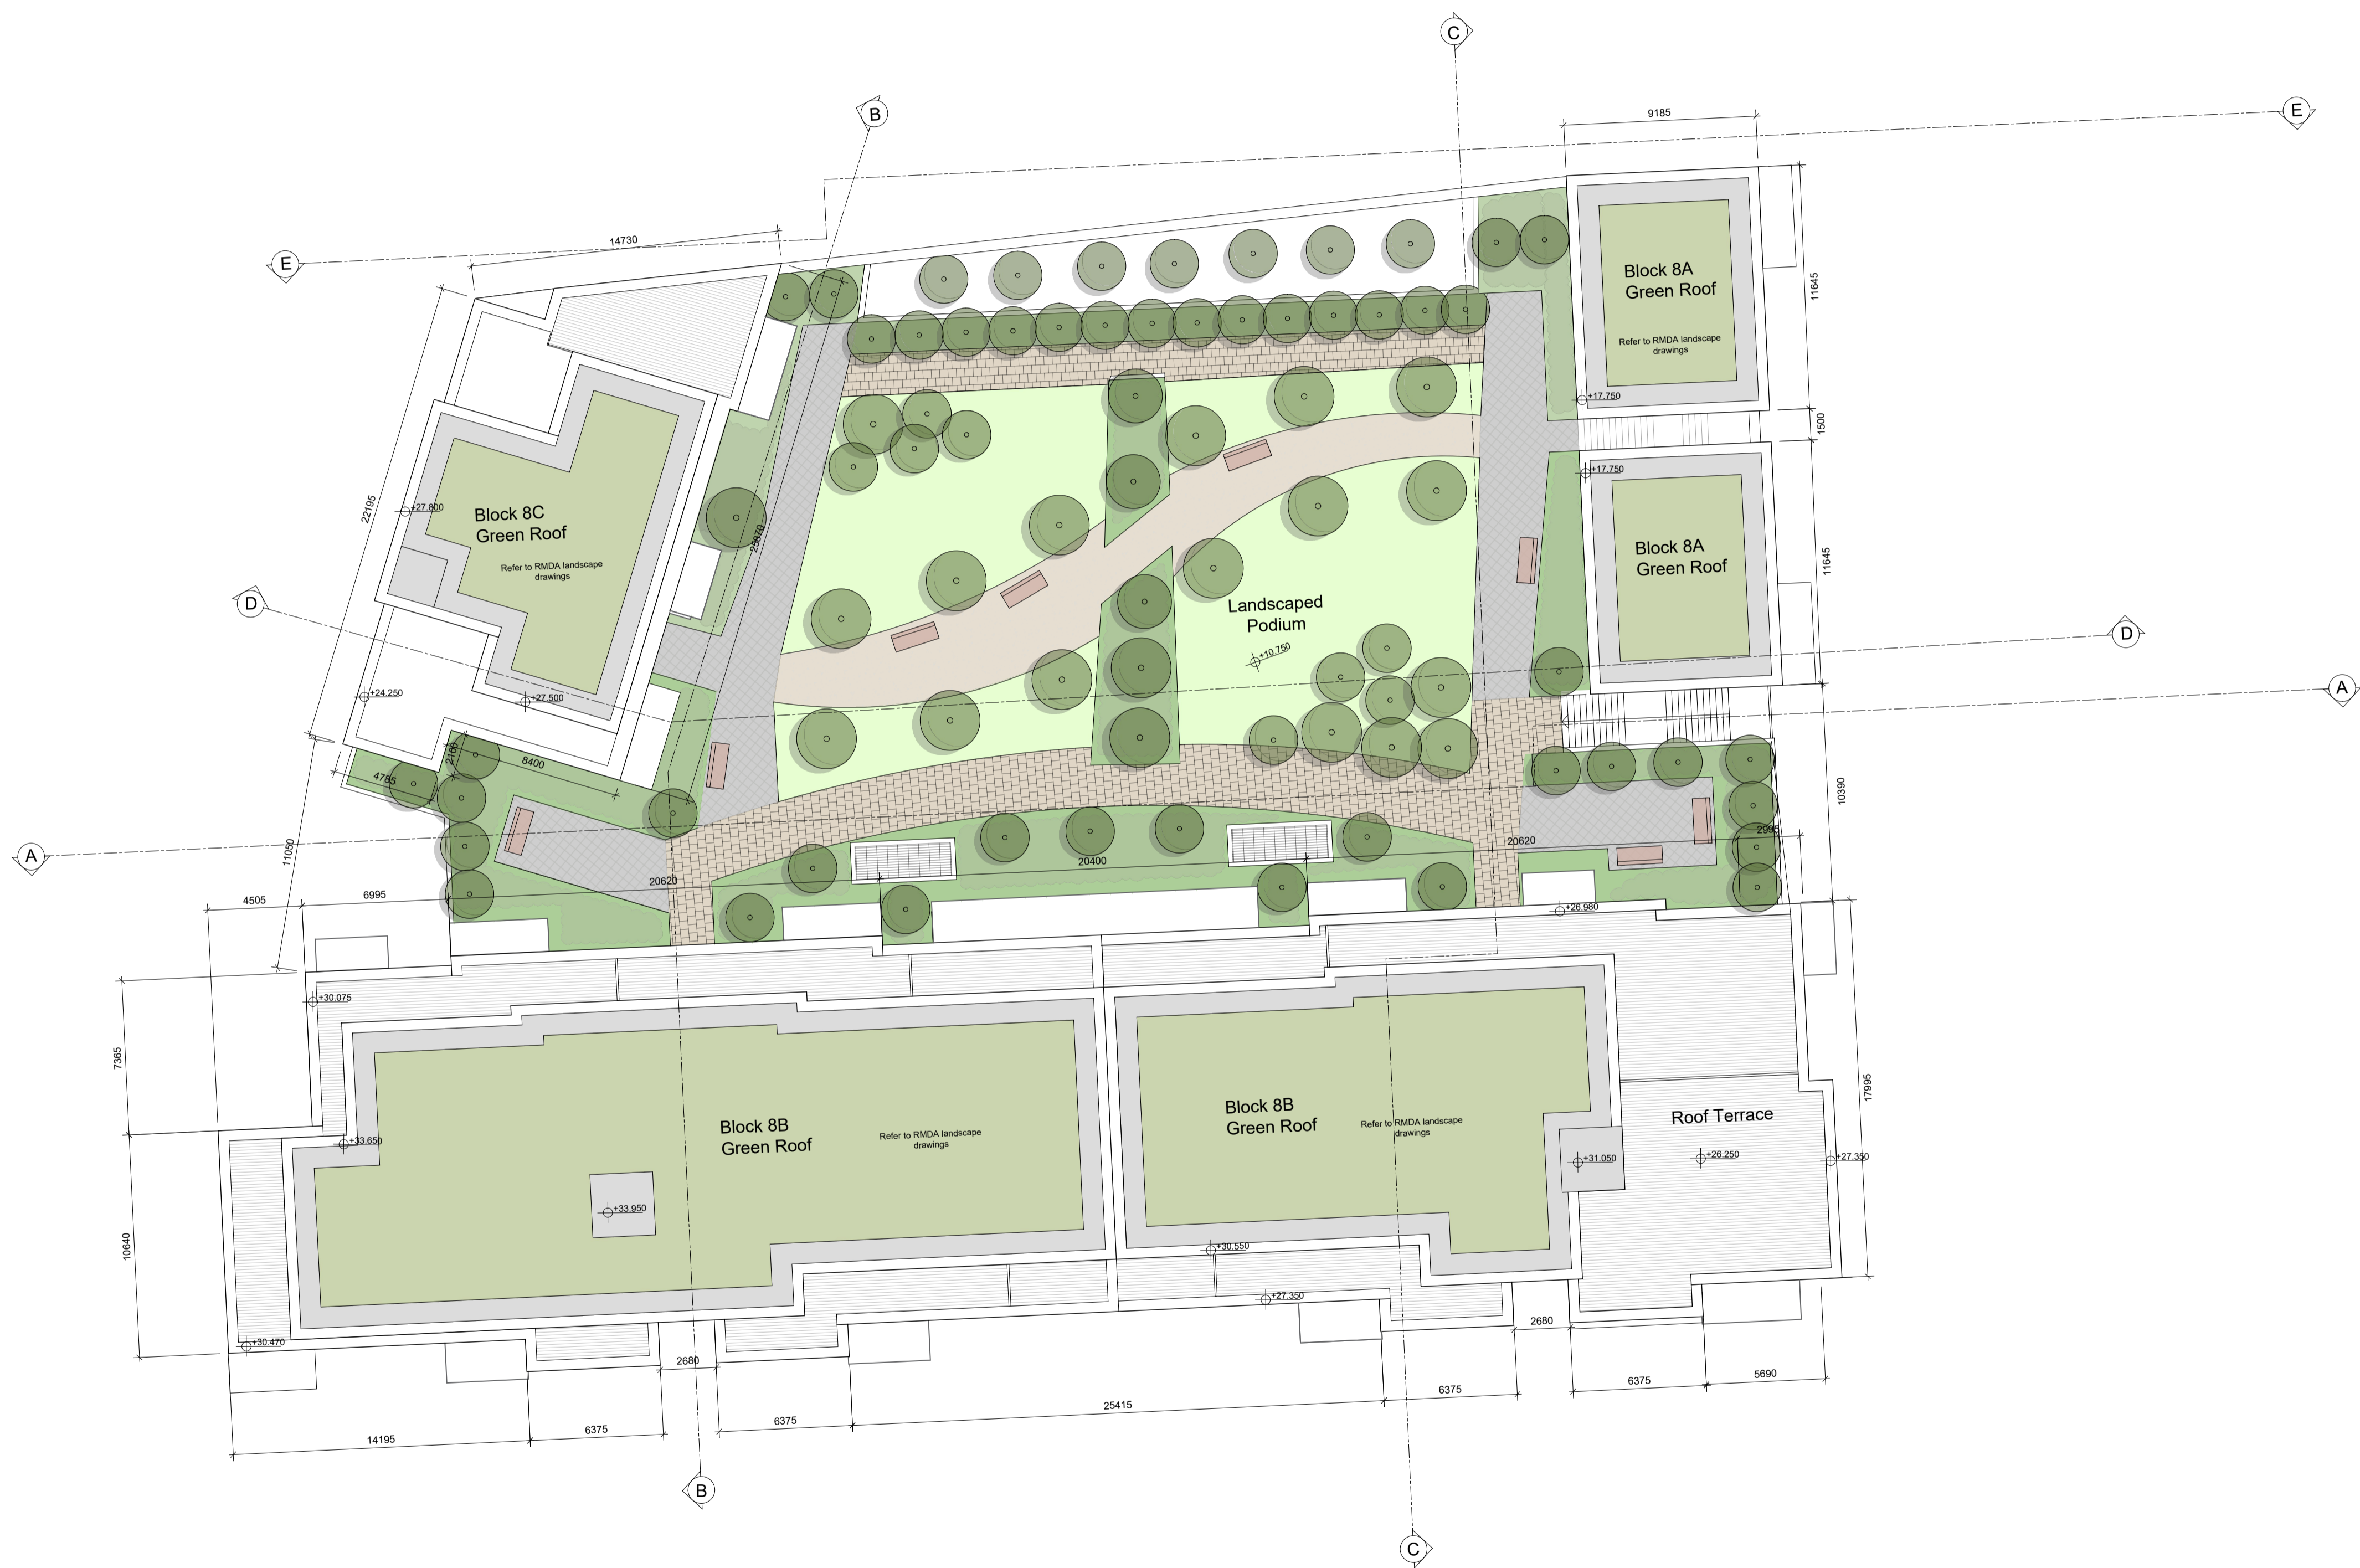 C
B
E
9185
14730
E
Block 8A
Green Roof
11645
Refer to RMDA landscape
drawings
+17.750
1500
+17.750
22195
+27.800
Block 8C
Green Roof
Refer to RMDA landscape
drawings
25870
Block 8A
Green Roof
11645
D
Landscaped
Podium
+10.750
D
+24.250
+27.500
A
2100
8400
4785
10390
11050
A
2995
20620
20400
20620
4505
6995
+26.980
+30.075
7365
17995
Block 8B
Green Roof
Refer to RMDA landscape
drawings
Block 8B
Green Roof
Refer to RMDA landscape
drawings
Roof Terrace
+33.650
+31.050
+26.250
+27.350
+33.950
10640
+30.550
+27.350
+30.470
2680
2680
6375
5690
6375
25415
6375
6375
14195
B
C